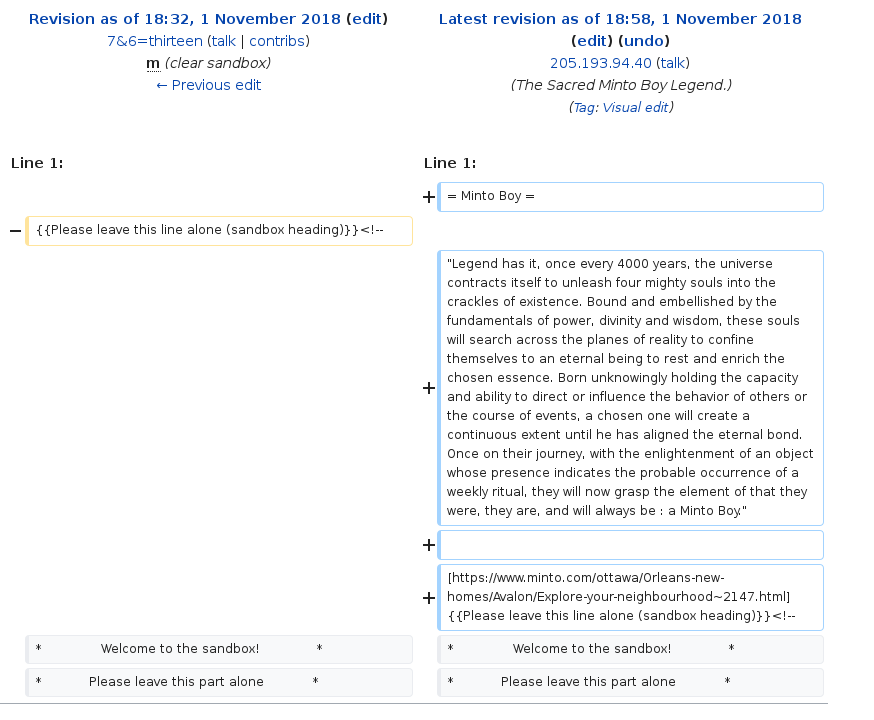 Revision as of 18:32, 1 November 2018 (edit)
7&6=thirteen (talk | contribs)
m (clear sandbox)
← Previous edit
Latest revision as of 18:58, 1 November 2018
(edit) (undo)
205.193.94.40 (talk)
(The Sacred Minto Boy Legend.)
(Tag: Visual edit)
Line 1:
Line 1:
+ = Minto Boy =
− {{Please leave this line alone (sandbox heading)}}<!--
"Legend has it, once every 4000 years, the universe
contracts itself to unleash four mighty souls into the
crackles of existence. Bound and embellished by the
fundamentals of power, divinity and wisdom, these souls
will search across the planes of reality to confine
themselves to an eternal being to rest and enrich the
chosen essence. Born unknowingly holding the capacity
+ and ability to direct or influence the behavior of others or
the course of events, a chosen one will create a
continuous extent until he has aligned the eternal bond.
Once on their journey, with the enlightenment of an object
whose presence indicates the probable occurrence of a
weekly ritual, they will now grasp the element of that they
were, they are, and will always be : a Minto Boy."
+
[https://www.minto.com/ottawa/Orleans-new-
+ homes/Avalon/Explore-your-neighbourhood~2147.html]
{{Please leave this line alone (sandbox heading)}}<!--
* Welcome to the sandbox! *
* Welcome to the sandbox! *
* Please leave this part alone *
* Please leave this part alone *